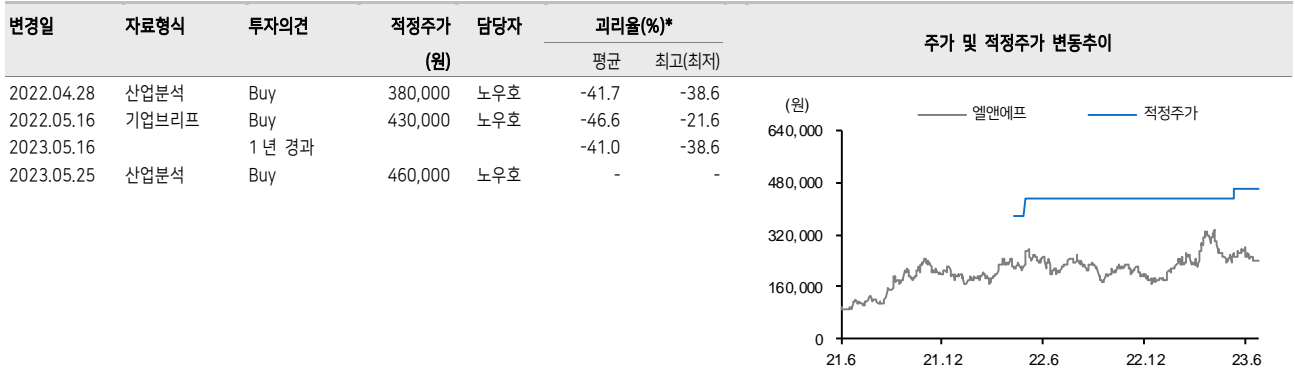 변경일 자료형식 투자의견 적정주가 담당자 괴리율(%)*
(원) 평균 최고(최저)
2022.04.28 산업분석 Buy 380,000 노우호 -41.7 -38.6
2022.05.16 기업브리프 Buy 430,000 노우호 -46.6 -21.6
2023.05.16 1년 경과 -41.0 -38.6
2023.05.25 산업분석 Buy 460,000 노우호 - -
주가 및 적정주가 변동추이
(원) 엘앤에프 적정주가
640,000
480,000
320,000
160,000
0
21.6 21.12 22.6 22.12 23.6